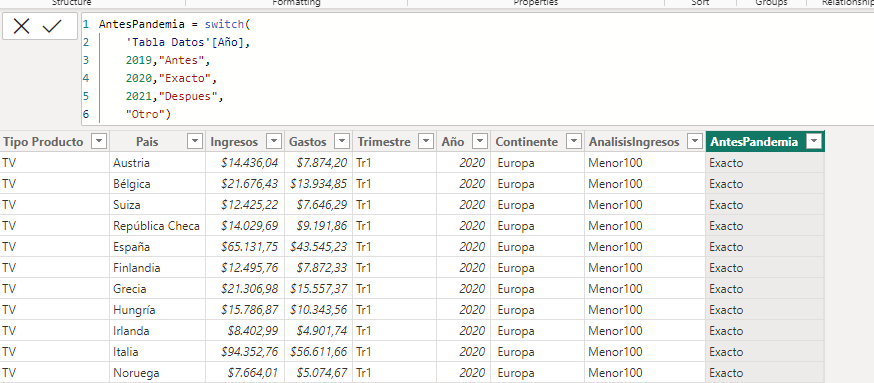 Structure Formatting Properties Sort Groups Relationship
1 AntesPandemia = switch(
2 'Tabla Datos'[Año],
3 2019,"Antes",
4 2020,"Exacto",
5 2021,"Despues",
6 "Otro")
Tipo Producto Pais Ingresos Gastos Trimestre Año Continente AnalisisIngresos AntesPandemia
TV Austria $14.436,04 $7.874,20 Tr1 2020 Europa Menor100 Exacto
TV Bélgica $21.676,43 $13.934,85 Tr1 2020 Europa Menor100 Exacto
TV Suiza $12.425,22 $7.646,29 Tr1 2020 Europa Menor100 Exacto
TV República Checa $14.029,69 $9.191,86 Tr1 2020 Europa Menor100 Exacto
TV España $65.131,75 $43.545,23 Tr1 2020 Europa Menor100 Exacto
TV Finlandia $12.495,76 $7.872,33 Tr1 2020 Europa Menor100 Exacto
TV Grecia $21.306,98 $15.557,37 Tr1 2020 Europa Menor100 Exacto
TV Hungría $15.786,87 $10.343,56 Tr1 2020 Europa Menor100 Exacto
TV Irlanda $8.402,99 $4.901,74 Tr1 2020 Europa Menor100 Exacto
TV Italia $94.352,76 $56.611,66 Tr1 2020 Europa Menor100 Exacto
TV Noruega $7.664,01 $5.074,67 Tr1 2020 Europa Menor100 Exacto